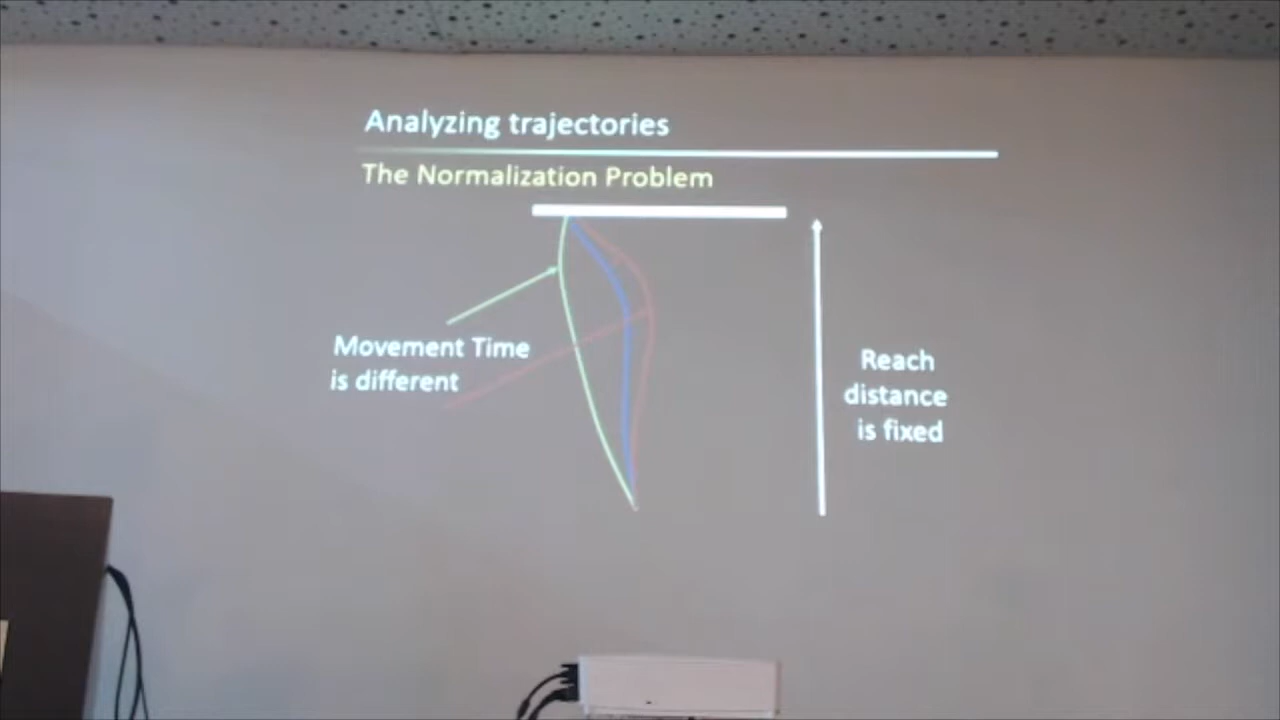 Analyzing trajectories
The Normalization Problem
Movement Time
is different
Reach
distance
is fixed